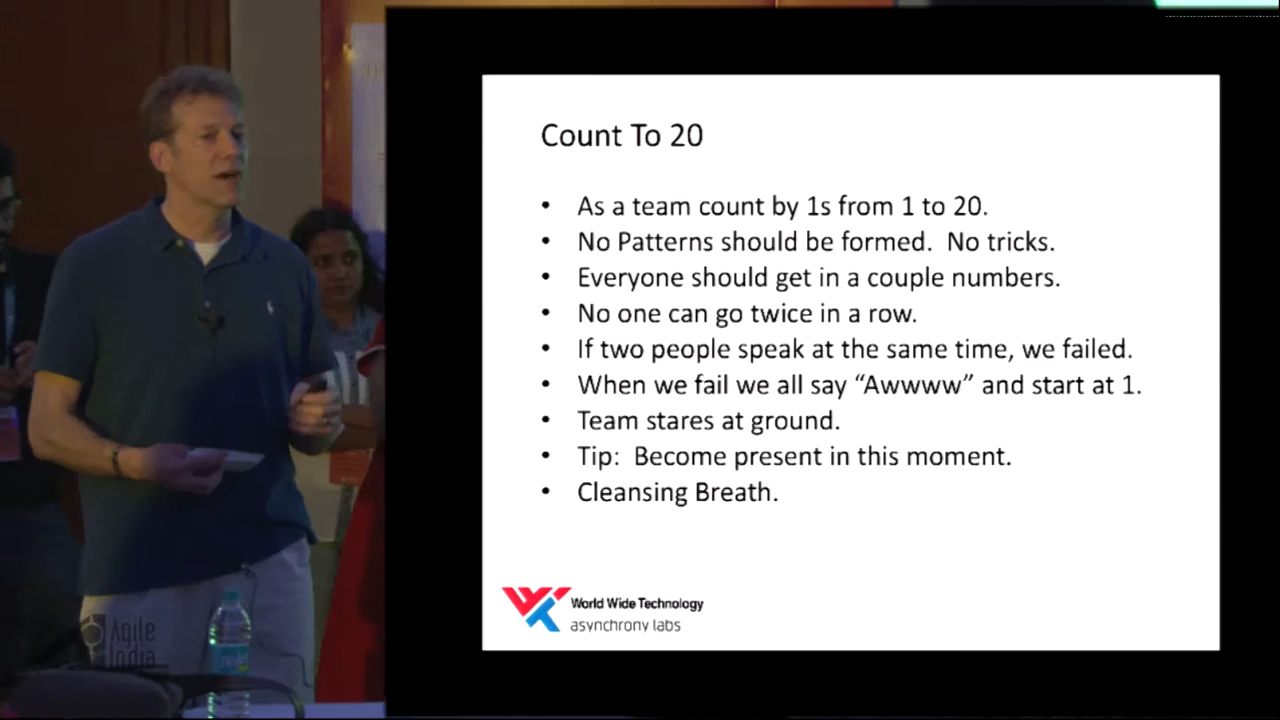 Count To 20
• As a team count by 1s from 1 to 20.
• No Patterns should be formed.  No tricks.
• Everyone should get in a couple numbers.
• No one can go twice in a row.
• If two people speak at the same time, we failed.
• When we fail we all say “Awwww” and start at 1.
• Team stares at ground.
• Tip:  Become present in this moment.
• Cleansing Breath.
World Wide Technology
asynchrony labs
Agile
India